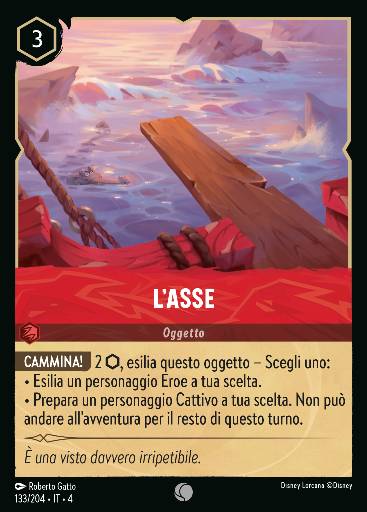 3
L'ASSE
Oggetto
CAMMINA! 2 ⬡, esilia questo oggetto – Scegli uno:
• Esilia un personaggio Eroe a tua scelta.
• Prepara un personaggio Cattivo a tua scelta. Non può
andare all'avventura per il resto di questo turno.
È una visto davvero irripetibile.
Roberto Gatto
Disney Lorcana ©Disney
133/204 • IT • 4